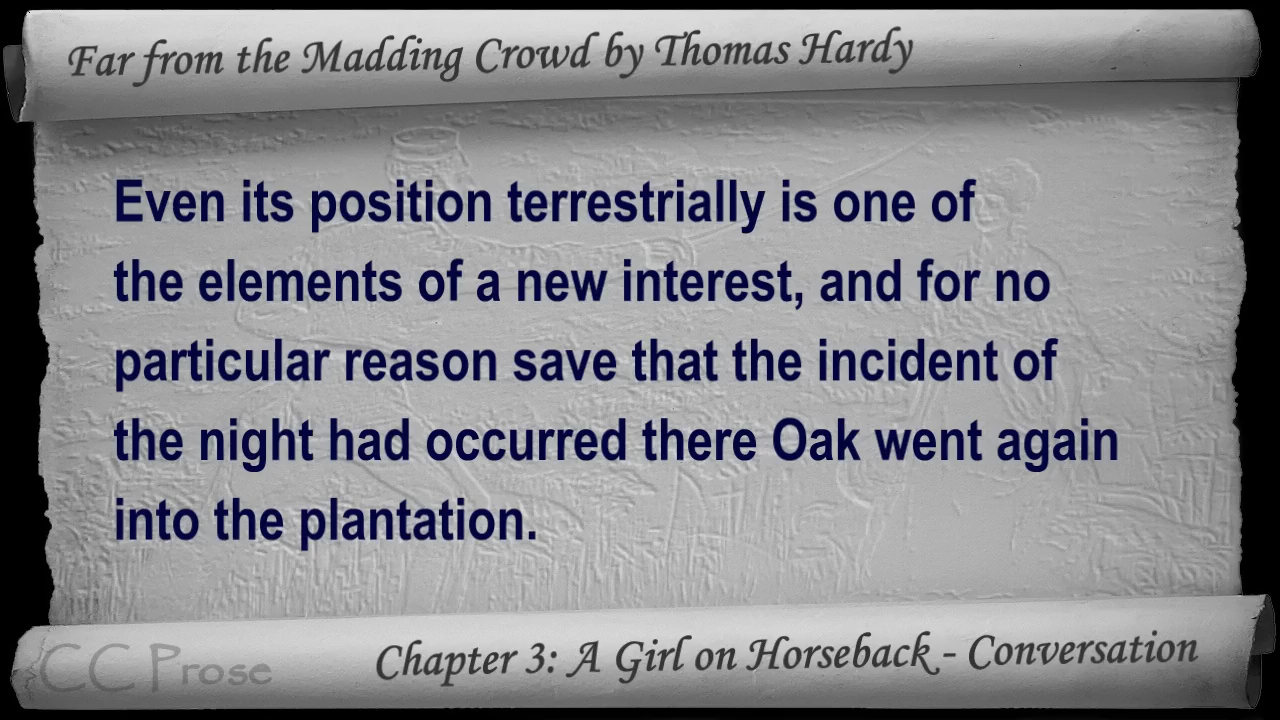 Far from the Madding Crowd by Thomas Hardy
Even its position terrestrially is one of
the elements of a new interest, and for no
particular reason save that the incident of
the night had occurred there Oak went again
into the plantation.
Chapter 3: A Girl on Horseback - Conversation
CC Prose